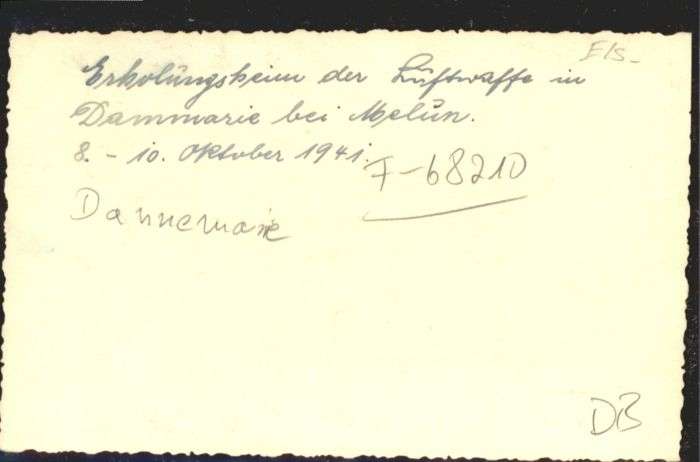 Els-
Erholungsheim der Luftwaffe in
Dammarie bei Melun.
8. - 10. Oktober 1941.
F-68210
Dannemarie
DB